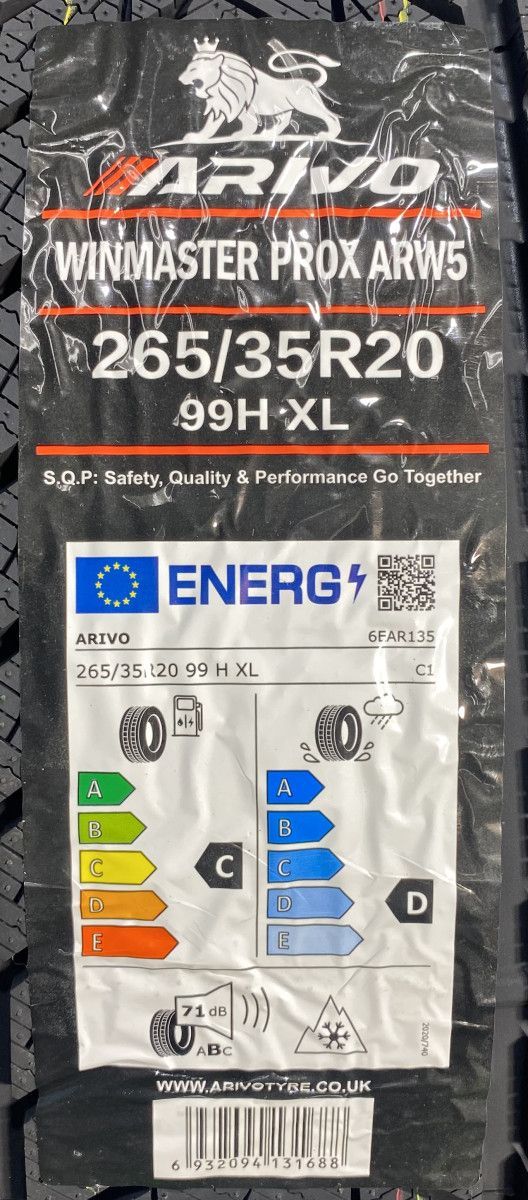 ARIVO
WINMASTER PROX ARW5
265/35R20
99H XL
S.Q.P: Safety, Quality & Performance Go Together
ENERG
ARIVO 6FAR135
265/35R20 99 H XL C1
A A
B B
C C C
D D D
E E
71 dB
ABC
2020/740
WWW.ARIVOTYRE.CO.UK
6 932094 131688